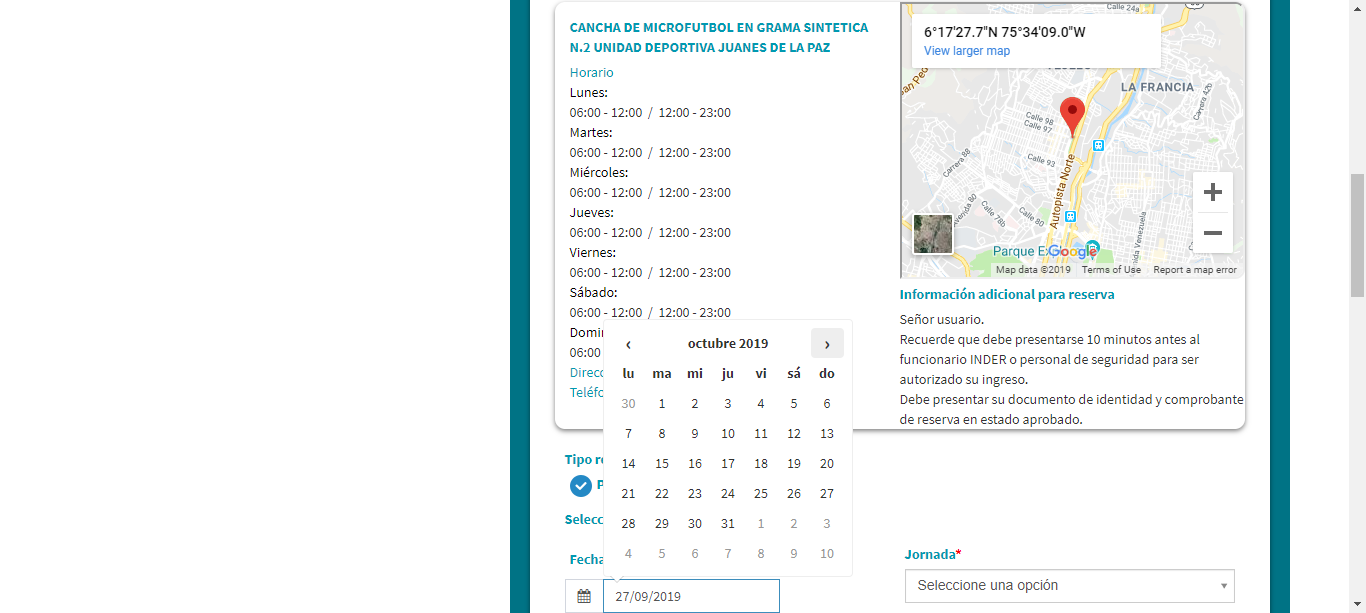 CANCHA DE MICROFUTBOL EN GRAMA SINTETICA
N.2 UNIDAD DEPORTIVA JUANES DE LA PAZ
Horario
Lunes:
06:00 - 12:00 / 12:00 - 23:00
Martes:
06:00 - 12:00 / 12:00 - 23:00
Miércoles:
06:00 - 12:00 / 12:00 - 23:00
Jueves:
06:00 - 12:00 / 12:00 - 23:00
Viernes:
06:00 - 12:00 / 12:00 - 23:00
Sábado:
06:00 - 12:00 / 12:00 - 23:00
Domin
06:00
Direcc
Teléfo
6°17'27.7"N 75°34'09.0"W
View larger map
Calle 24a
LA FRANCIA
Carrera 42b
Calle 98
Calle 97
Calle 93
Carrera 88
Autopista Norte
Avenida 80
Calle 78b
Calle 80
Parque E
Google
Map data ©2019 Terms of Use Report a map error
Información adicional para reserva
Señor usuario.
Recuerde que debe presentarse 10 minutos antes al
funcionario INDER o personal de seguridad para ser
autorizado su ingreso.
Debe presentar su documento de identidad y comprobante
de reserva en estado aprobado.
‹ octubre 2019 ›
lu ma mi ju vi sá do
30 1 2 3 4 5 6
7 8 9 10 11 12 13
14 15 16 17 18 19 20
21 22 23 24 25 26 27
28 29 30 31 1 2 3
4 5 6 7 8 9 10
Tipo re
P
Selecc
Fecha
27/09/2019
Jornada*
Seleccione una opción